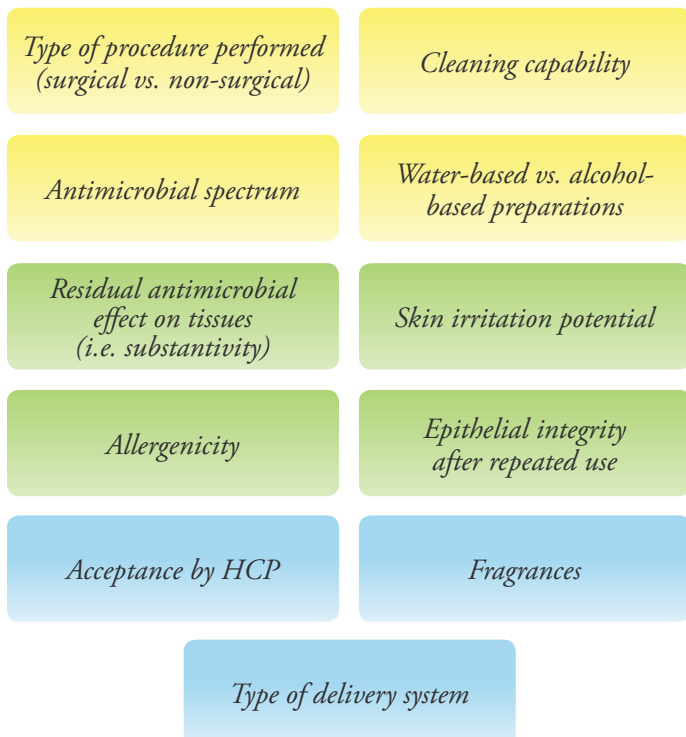 Type of procedure performed
(surgical vs. non-surgical)
Cleaning capability
Antimicrobial spectrum
Water-based vs. alcohol-
based preparations
Residual antimicrobial
effect on tissues
(i.e. substantivity)
Skin irritation potential
Allergenicity
Epithelial integrity
after repeated use
Acceptance by HCP
Fragrances
Type of delivery system